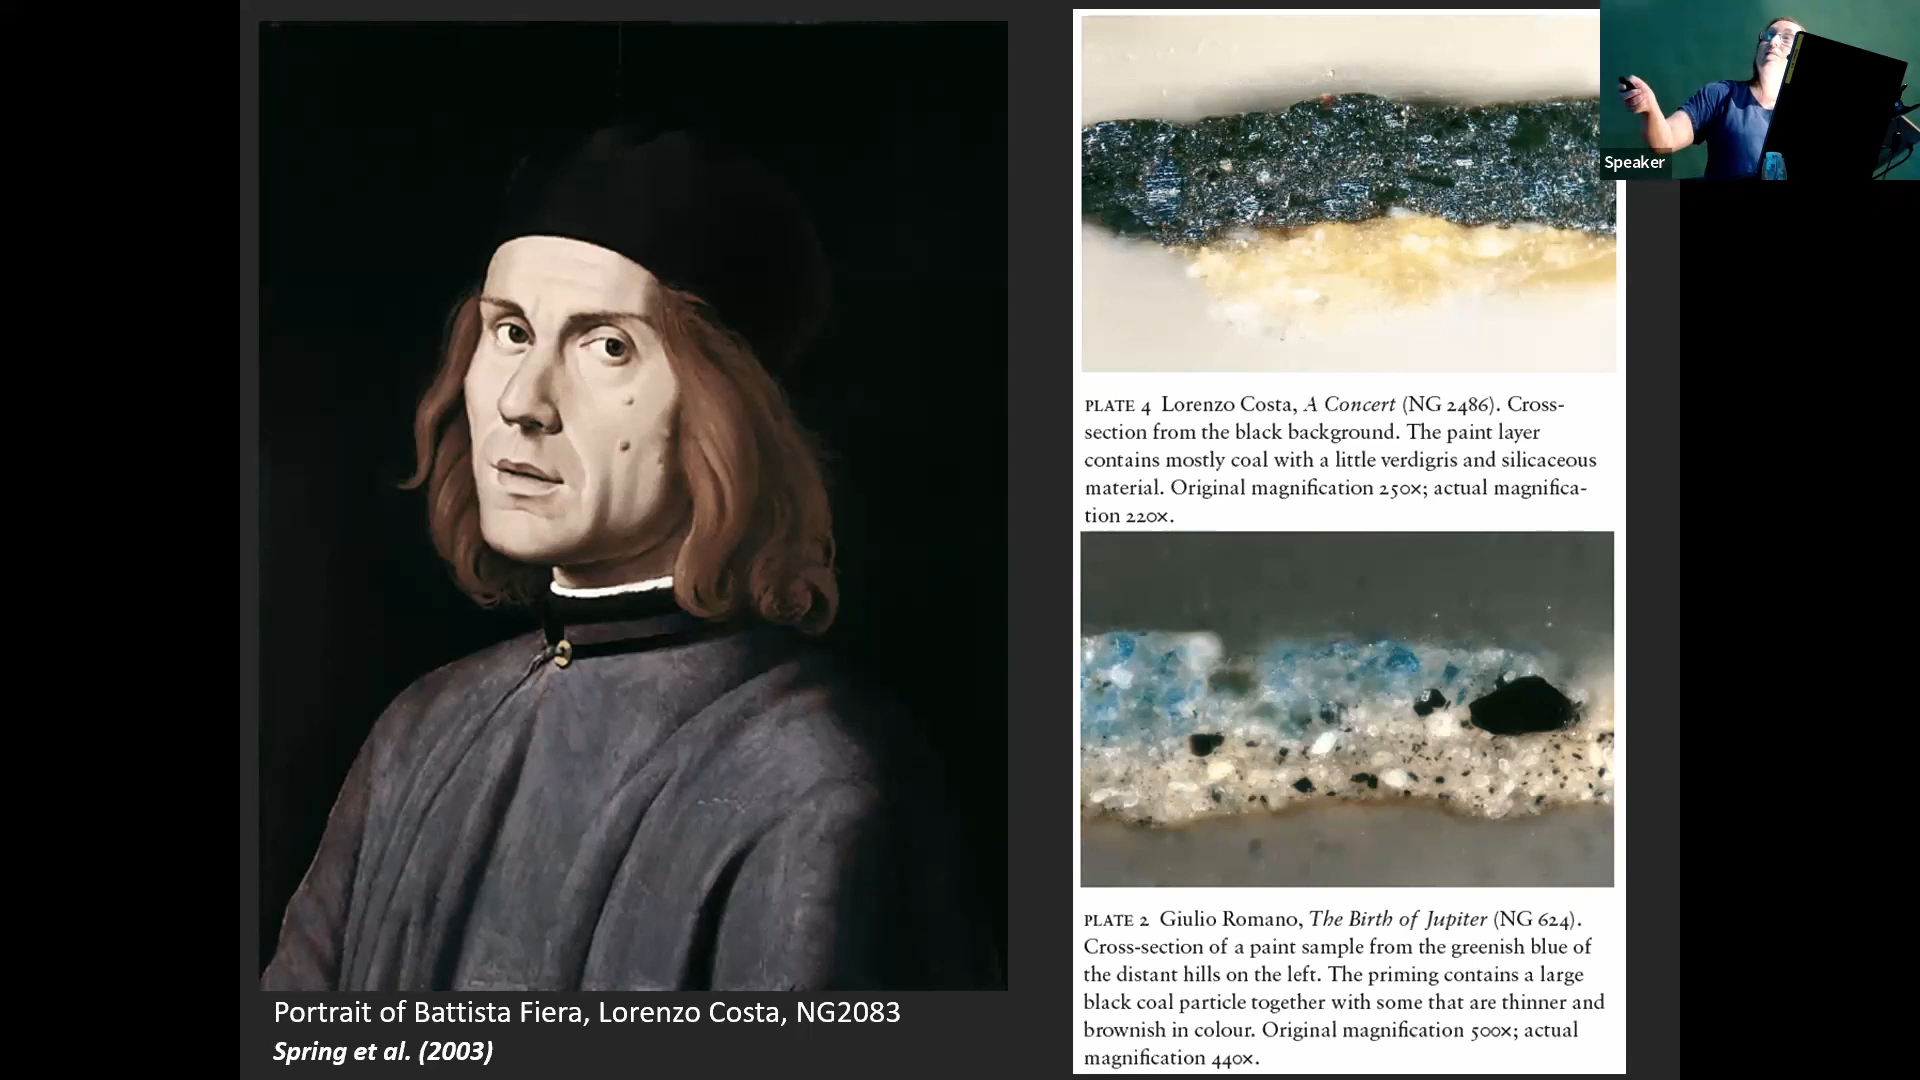 Speaker
Portrait of Battista Fiera, Lorenzo Costa, NG2083
Spring et al. (2003)
PLATE 4 Lorenzo Costa, A Concert (NG 2486). Cross-
section from the black background. The paint layer
contains mostly coal with a little verdigris and silicaceous
material. Original magnification 250×; actual magnifica-
tion 220×.
PLATE 2 Giulio Romano, The Birth of Jupiter (NG 624).
Cross-section of a paint sample from the greenish blue of
the distant hills on the left. The priming contains a large
black coal particle together with some that are thinner and
brownish in colour. Original magnification 500×; actual
magnification 440×.